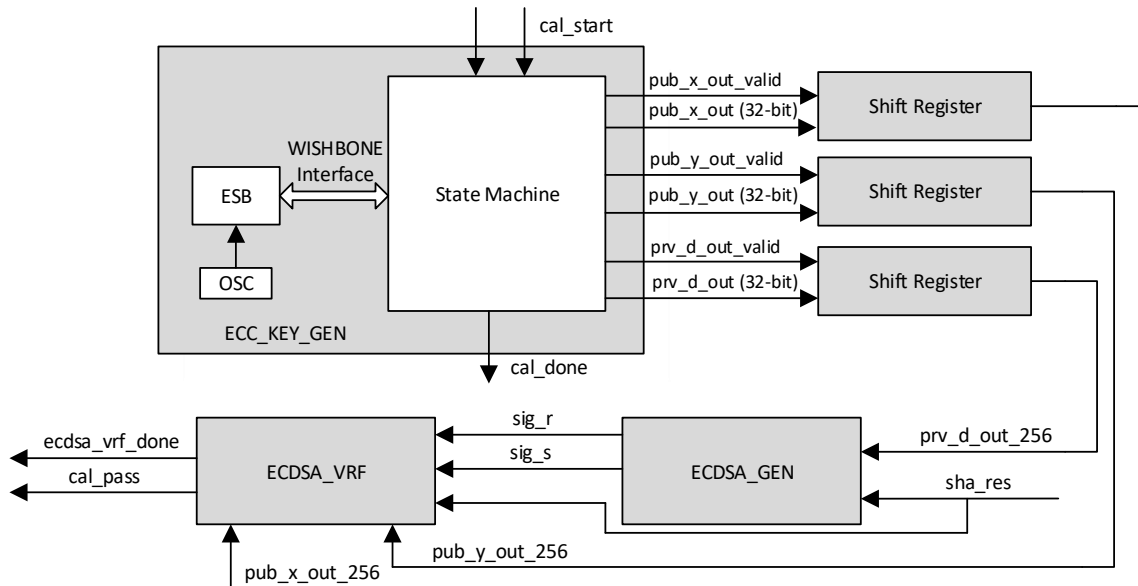 cal_start
pub_x_out_valid
pub_x_out (32-bit)
Shift Register
WISHBONE
Interface
pub_y_out_valid
pub_y_out (32-bit)
Shift Register
ESB
State Machine
prv_d_out_valid
prv_d_out (32-bit)
Shift Register
OSC
ECC_KEY_GEN
cal_done
sig_r
ecdsa_vrf_done
prv_d_out_256
ECDSA_VRF
sig_s
ECDSA_GEN
cal_pass
sha_res
pub_y_out_256
pub_x_out_256